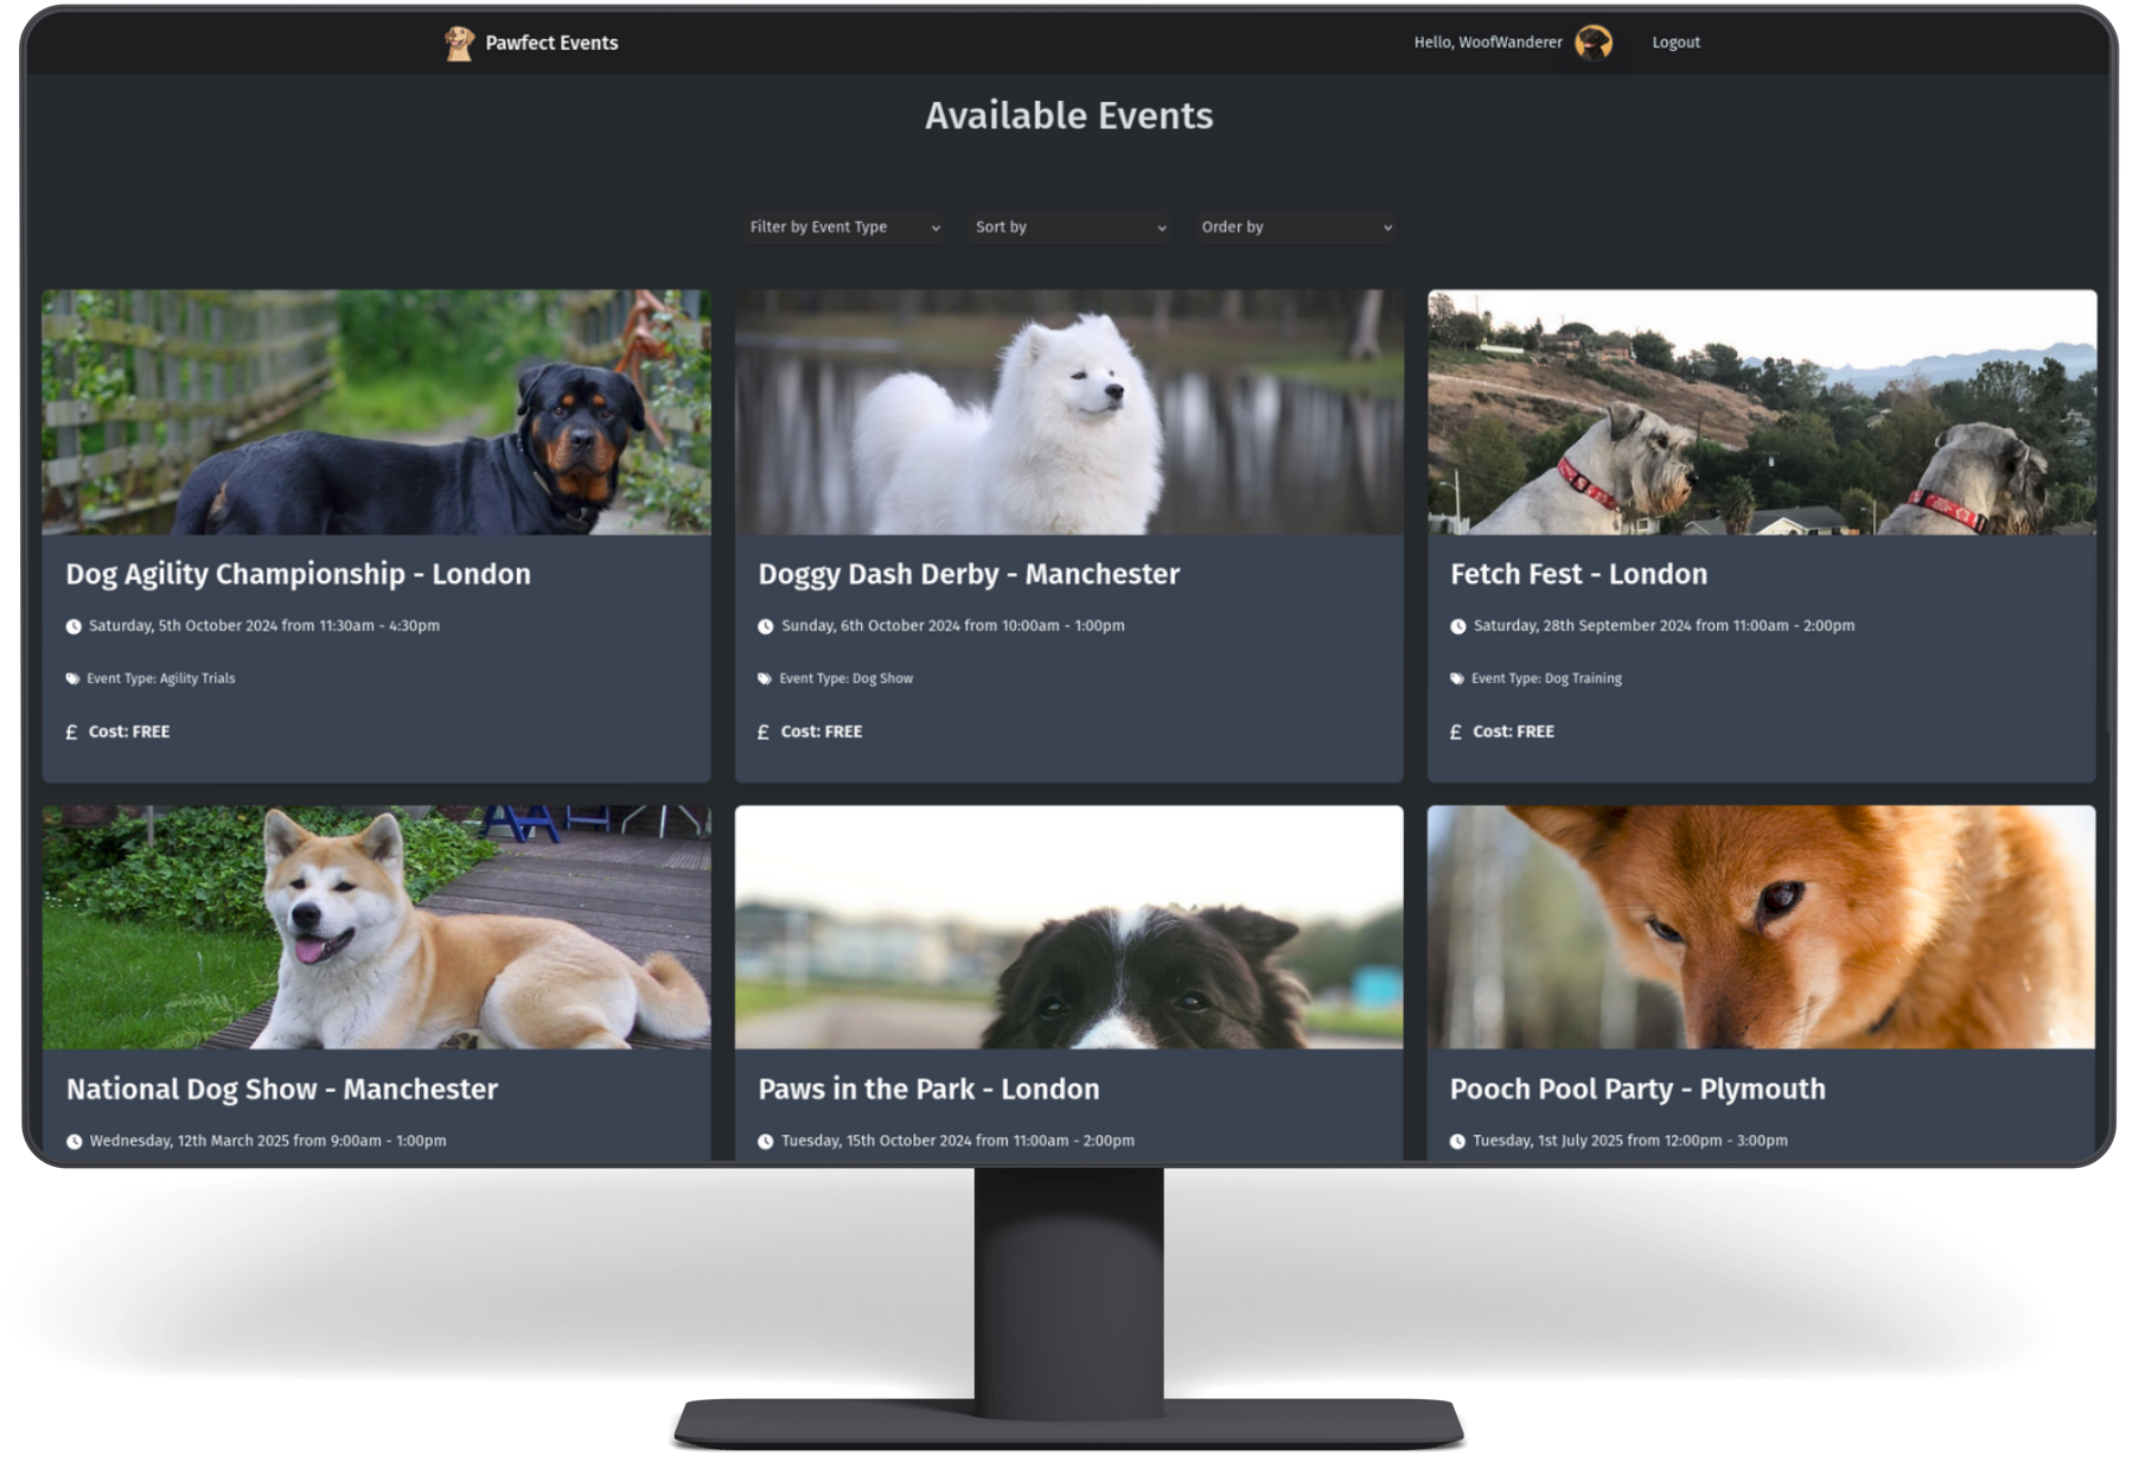 Pawfect Events
Hello, WoofWanderer
Logout
Available Events
Filter by Event Type
Sort by
Order by
Dog Agility Championship - London
Saturday, 5th October 2024 from 11:30am - 4:30pm
Event Type: Agility Trials
£ Cost: FREE
Doggy Dash Derby - Manchester
Sunday, 6th October 2024 from 10:00am - 1:00pm
Event Type: Dog Show
£ Cost: FREE
Fetch Fest - London
Saturday, 28th September 2024 from 11:00am - 2:00pm
Event Type: Dog Training
£ Cost: FREE
National Dog Show - Manchester
Wednesday, 12th March 2025 from 9:00am - 1:00pm
Paws in the Park - London
Tuesday, 15th October 2024 from 11:00am - 2:00pm
Pooch Pool Party - Plymouth
Tuesday, 1st July 2025 from 12:00pm - 3:00pm